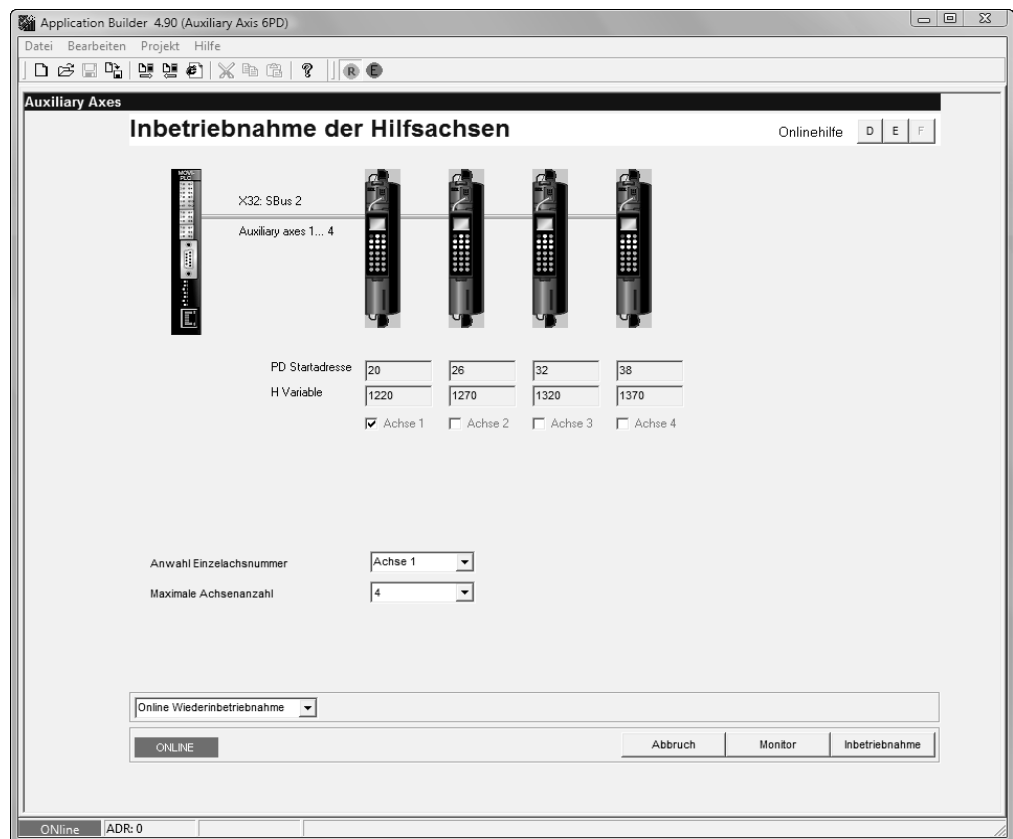 Application Builder 4.90 (Auxiliary Axis 6PD)
Datei Bearbeiten Projekt Hilfe
R E
Auxiliary Axes
Inbetriebnahme der Hilfsachsen
Onlinehilfe D E F
MOVI
PLC
X32: SBus 2
Auxiliary axes 1... 4
PD Startadresse 20 26 32 38
H Variable 1220 1270 1320 1370
Achse 1 Achse 2 Achse 3 Achse 4
Anwahl Einzelachsnummer Achse 1
Maximale Achsenanzahl 4
Online Wiederinbetriebnahme
ONLINE Abbruch Monitor Inbetriebnahme
ONline ADR: 0